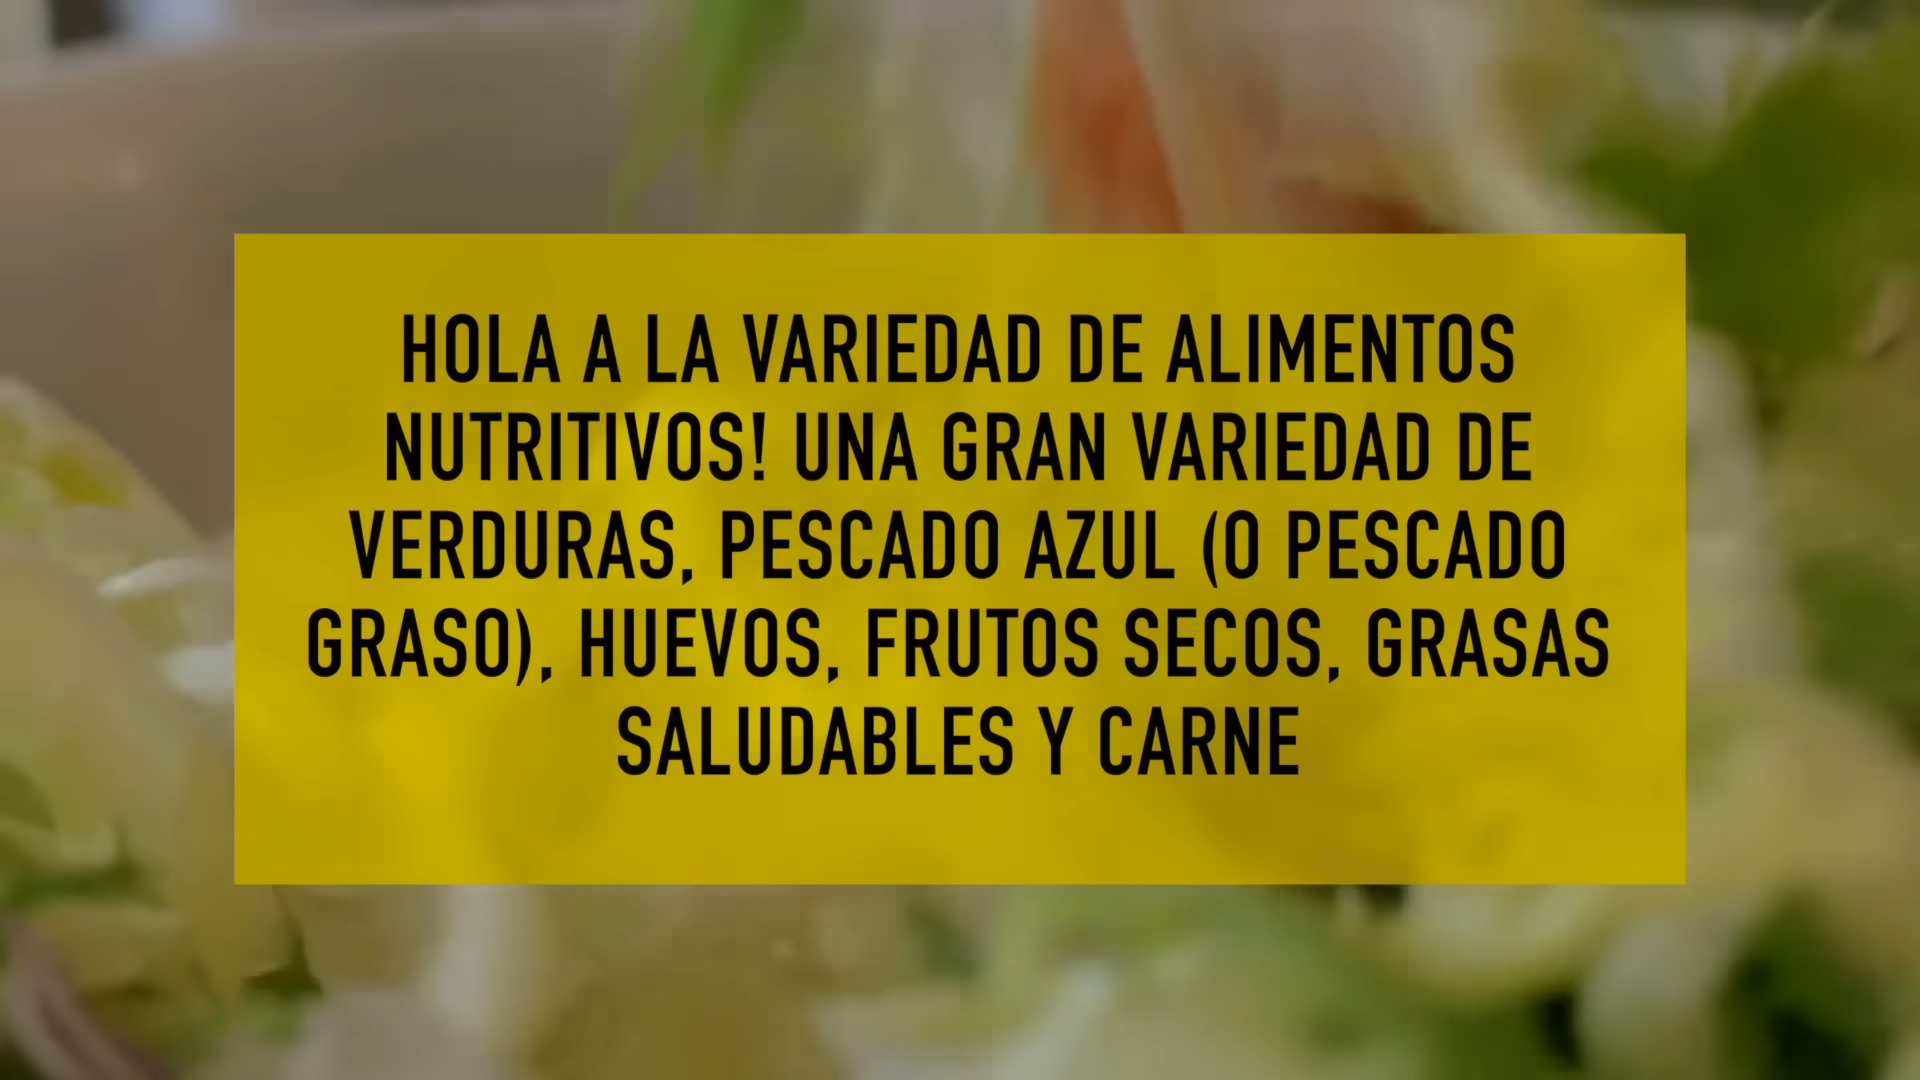 HOLA A LA VARIEDAD DE ALIMENTOS
NUTRITIVOS! UNA GRAN VARIEDAD DE
VERDURAS, PESCADO AZUL (O PESCADO
GRASO), HUEVOS, FRUTOS SECOS, GRASAS
SALUDABLES Y CARNE